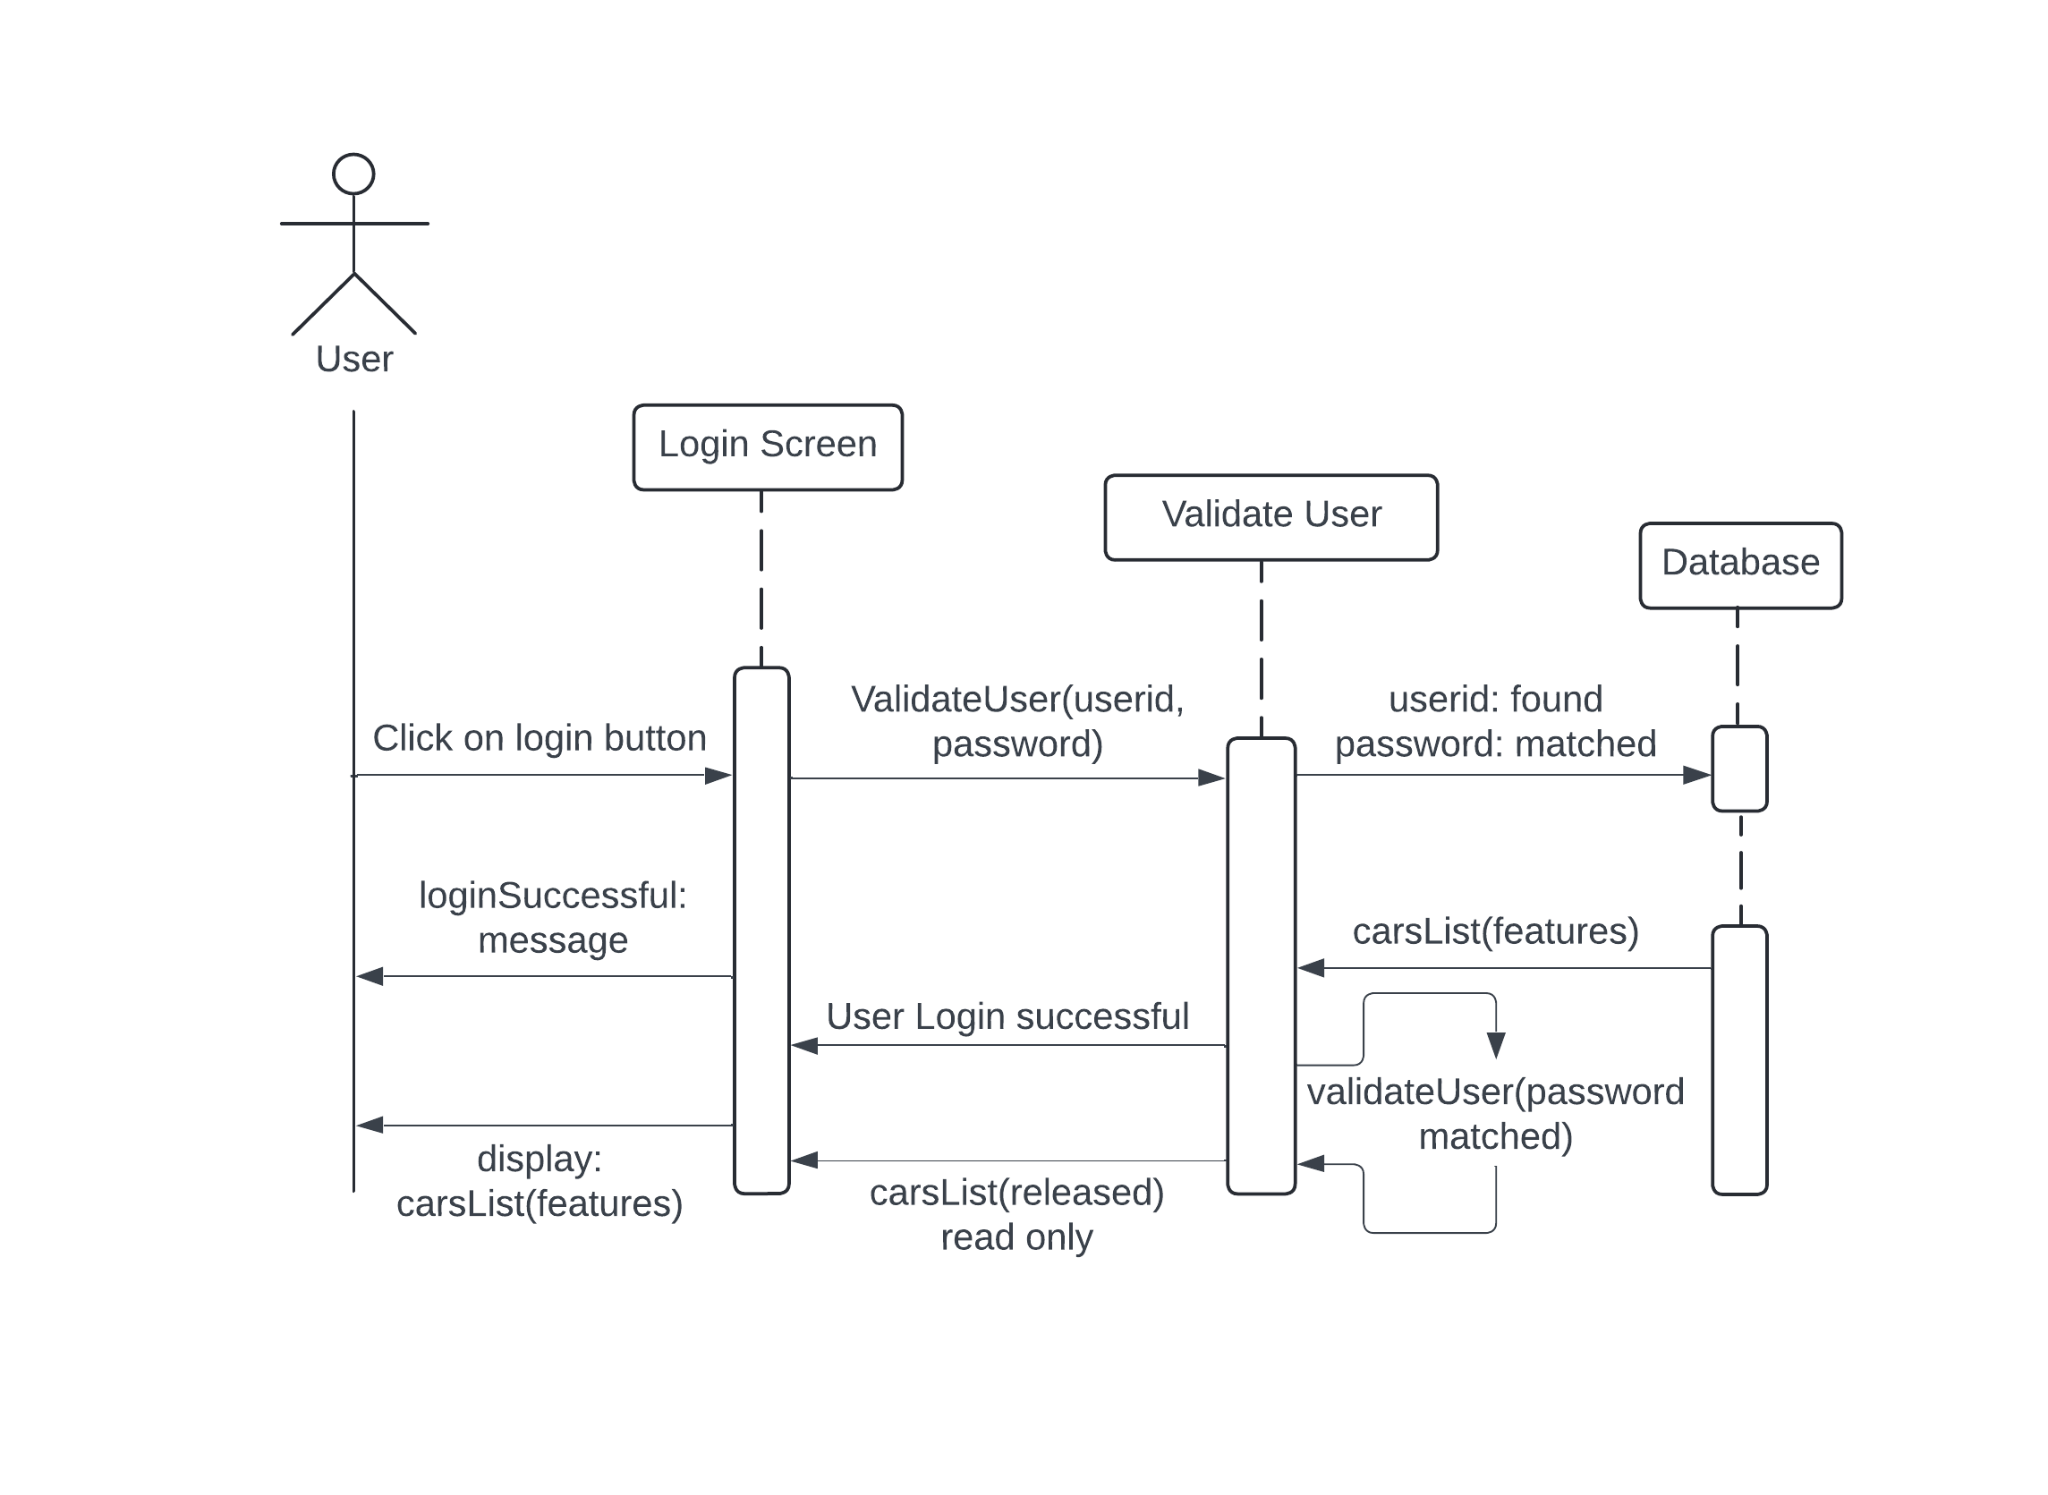 User
Login Screen
Validate User
Database
Click on login button
ValidateUser(userid,
password)
userid: found
password: matched
loginSuccessful:
message
carsList(features)
User Login successful
validateUser(password
matched)
display:
carsList(features)
carsList(released)
read only